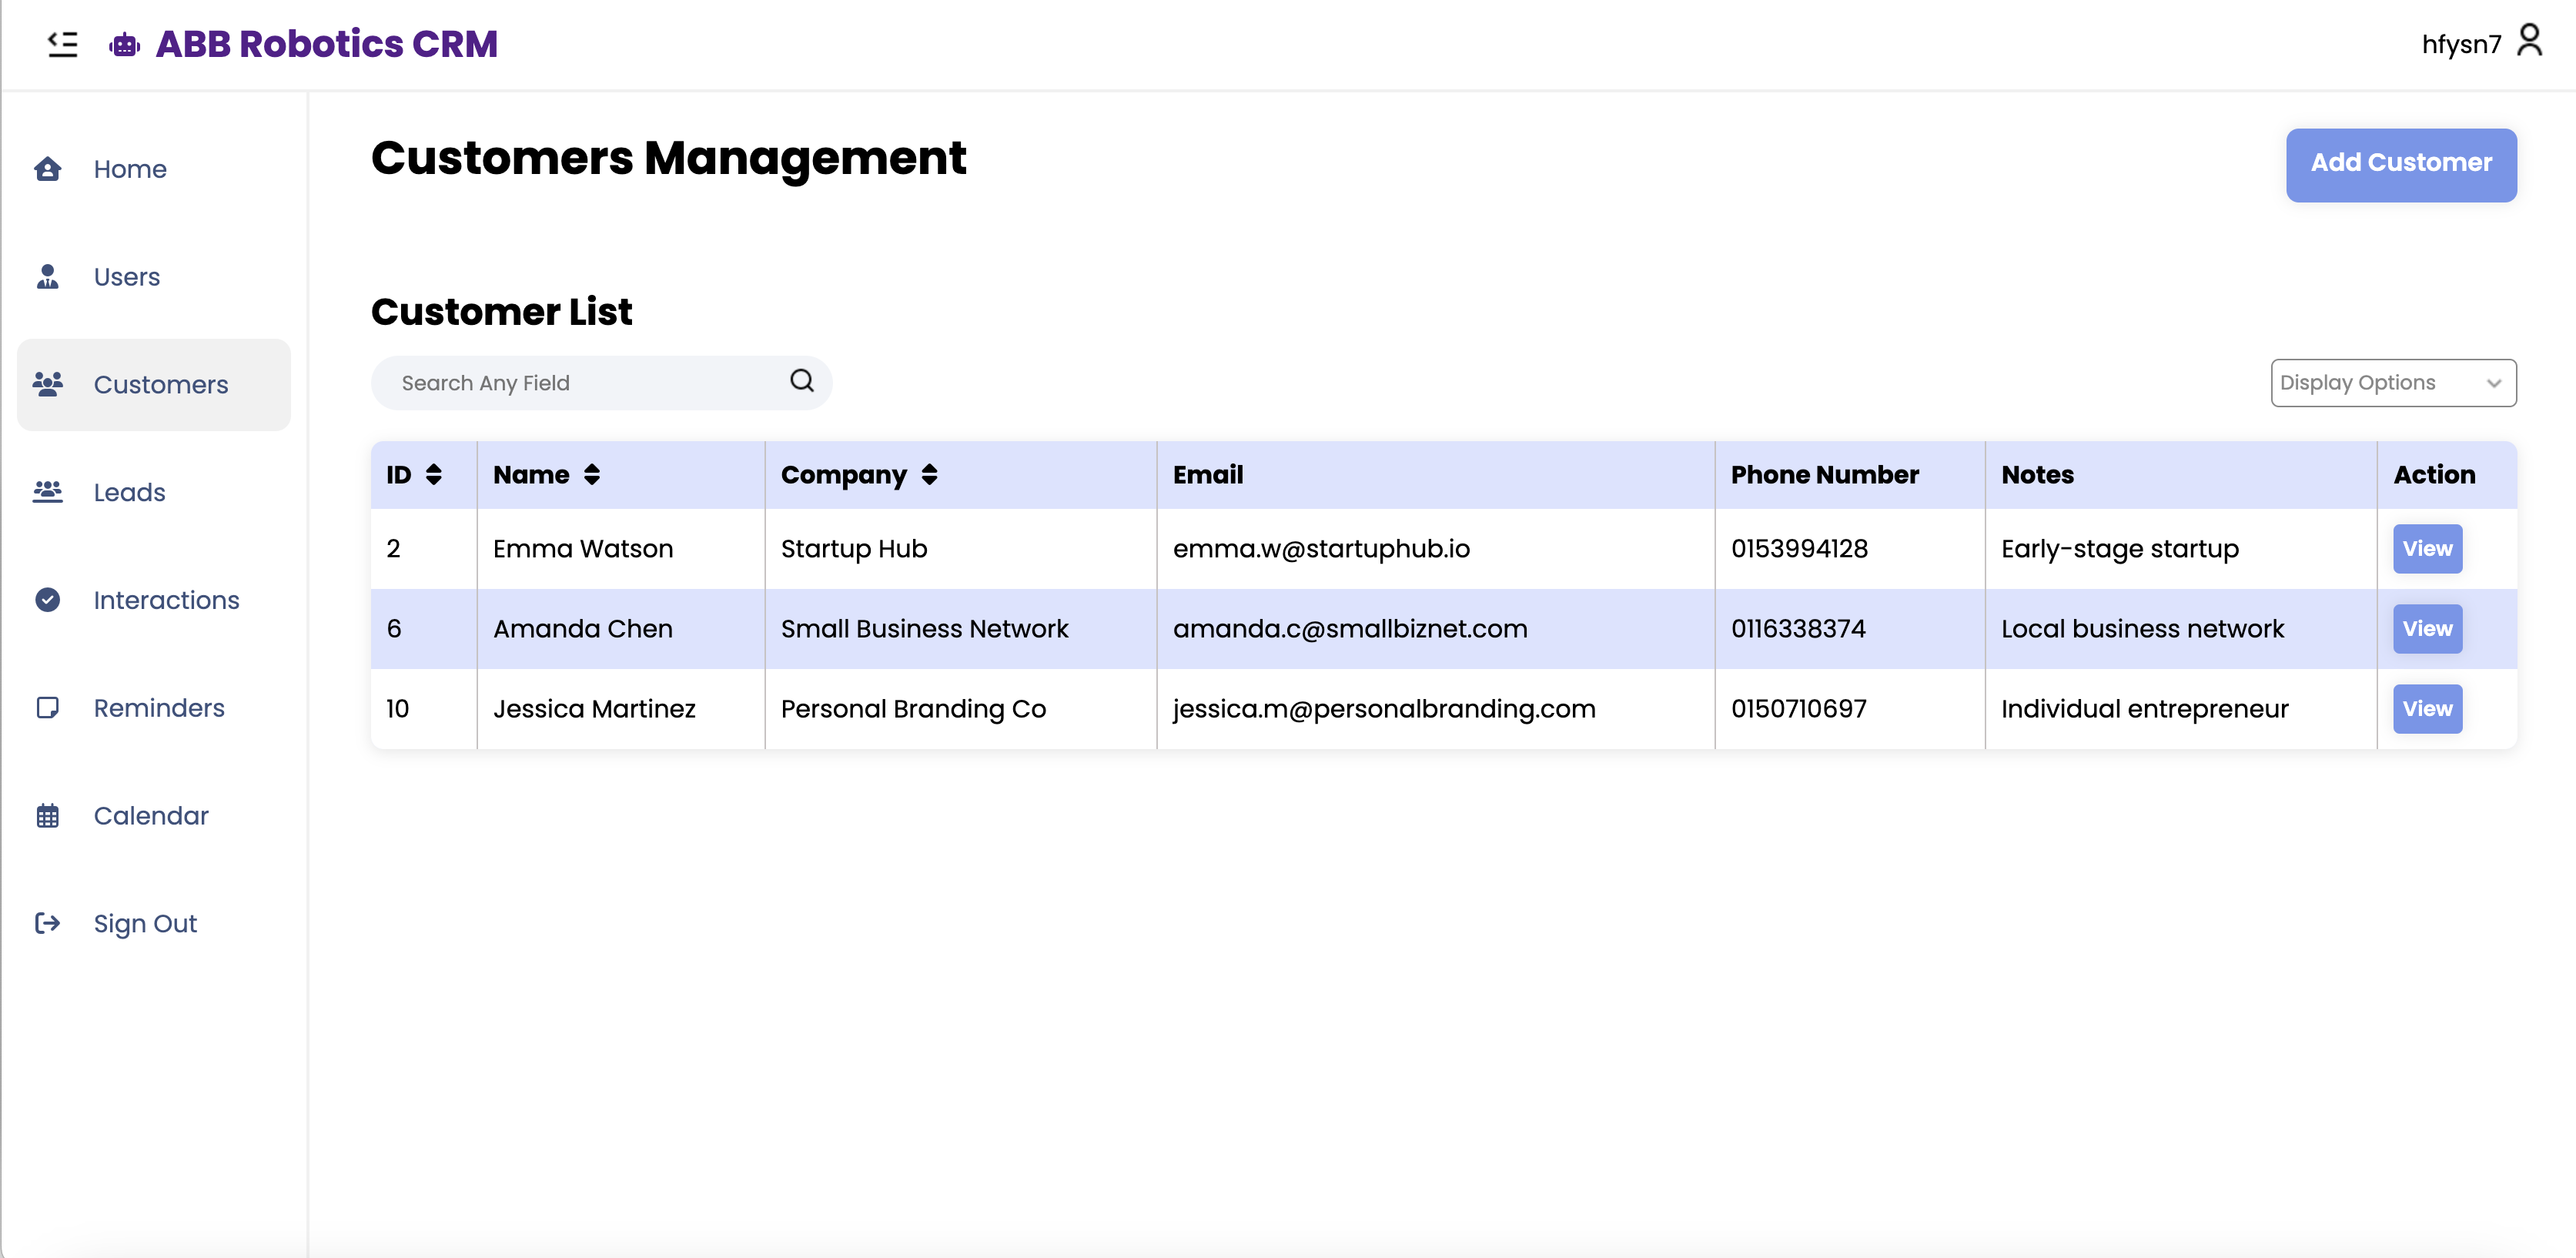 ABB Robotics CRM
hfysn7
Home
Users
Customers
Leads
Interactions
Reminders
Calendar
Sign Out
Customers Management
Add Customer
Customer List
Search Any Field
Display Options
ID Name Company Email Phone Number Notes Action
2 Emma Watson Startup Hub emma.w@startuphub.io 0153994128 Early-stage startup View
6 Amanda Chen Small Business Network amanda.c@smallbiznet.com 0116338374 Local business network View
10 Jessica Martinez Personal Branding Co jessica.m@personalbranding.com 0150710697 Individual entrepreneur View